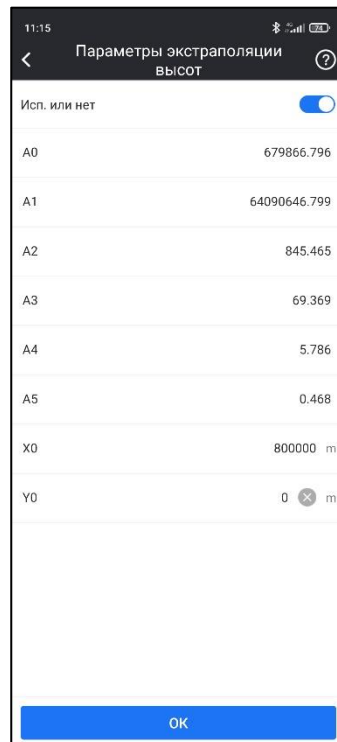 11:15
74
Параметры экстраполяции
высот
?
Исп. или нет
A0 679866.796
A1 64090646.799
A2 845.465
A3 69.369
A4 5.786
A5 0.468
X0 800000 m
Y0 0 m
ОК